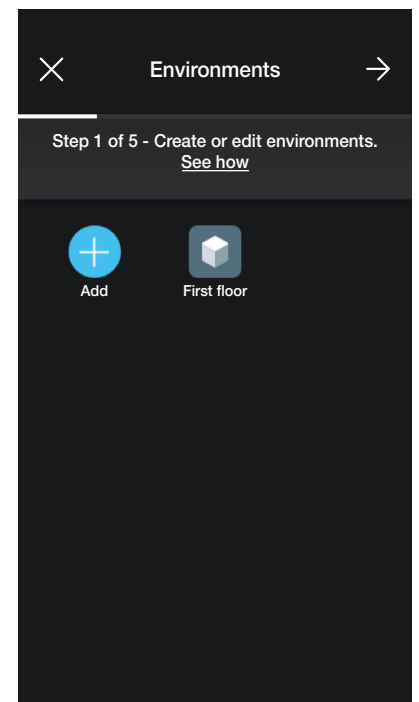 Environments
Step 1 of 5 - Create or edit environments.
See how
Add
First floor